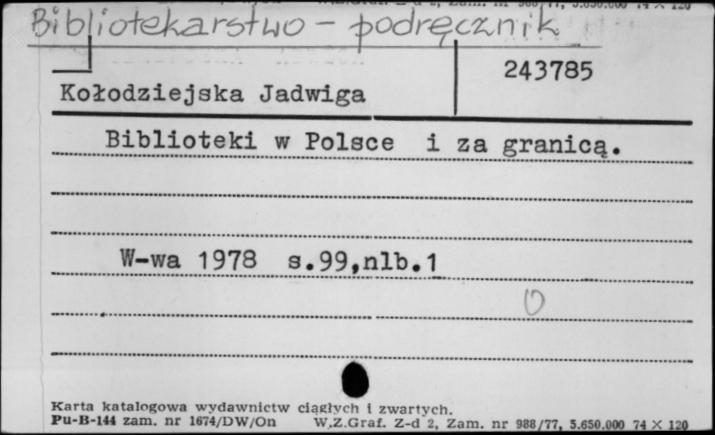 Bibliotekarstwo – podręcznik
243785
Kołodziejska Jadwiga
Biblioteki w Polsce i za granicą.
W-wa 1978 s.99,nlb.1
Karta katalogowa wydawnictw ciągłych i zwartych.
Pu-B-144 zam. nr 1674/DW/On W.Z.Graf. Z-d 2, Zam. nr 988/77, 5.650.000 74 X 120